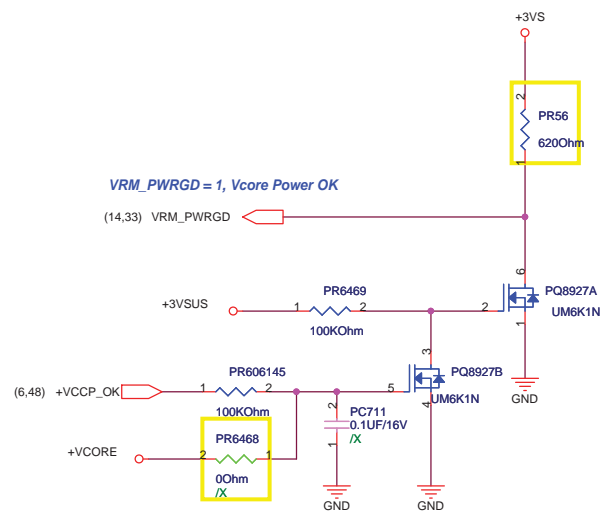 +3VS
2
PR56
620Ohm
1
VRM_PWRGD = 1, Vcore Power OK
(14,33) VRM_PWRGD
6
PQ8927A
+3VSUS
1
PR6469
2
2
100KOhm
1
UM6K1N
GND
3
PQ8927B
(6,48) +VCCP_OK
1
PR606145
2
5
UM6K1N
100KOhm
2
PC711
0.1UF/16V
/X
1
4
PR6468
+VCORE
2
1
0Ohm
/X
GND
GND